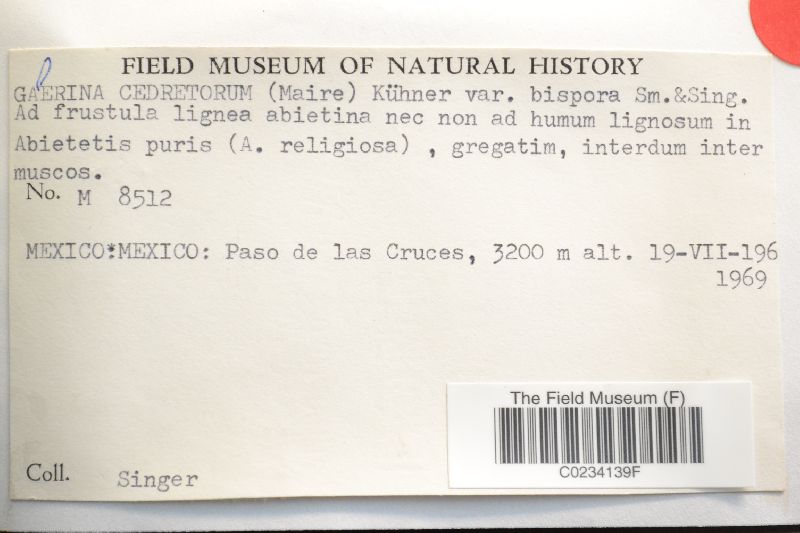 FIELD MUSEUM OF NATURAL HISTORY
GALERINA CEDRETORUM (Maire) Kühner var. bispora Sm.&Sing.
Ad frustula lignea abietina nec non ad humum lignosum in
Abietetis puris (A. religiosa) , gregatim, interdum inter
muscos.
No. M 8512
MEXICO:MEXICO: Paso de las Cruces, 3200 m alt. 19-VII-196
1969
The Field Museum (F)
C0234139F
Coll. Singer